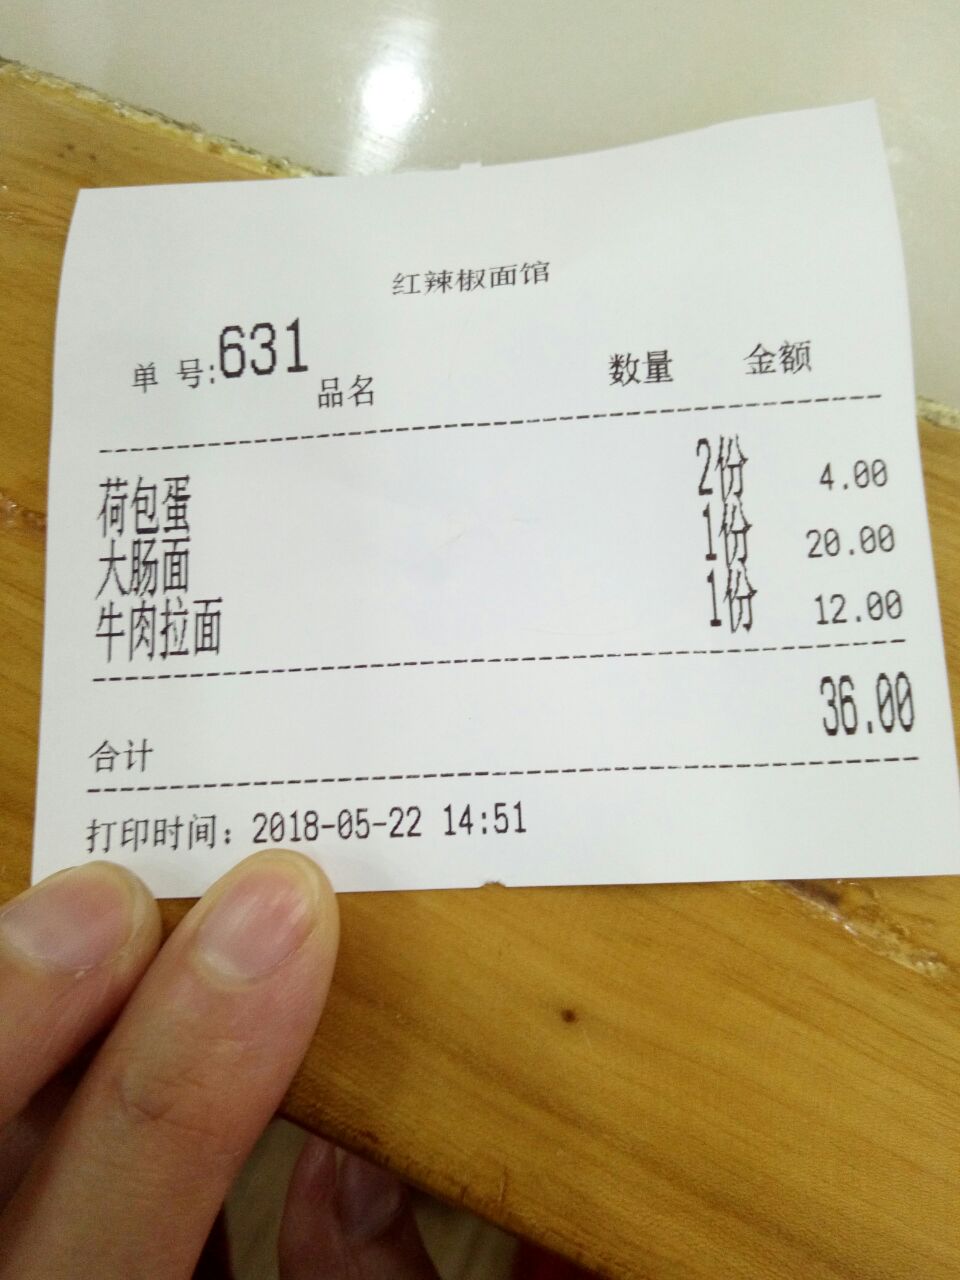 红辣椒面馆
单 号:631 品名 数量 金额
荷包蛋 2份 4.00
大肠面 1份 20.00
牛肉拉面 1份 12.00
合计 36.00
打印时间：2018-05-22 14:51